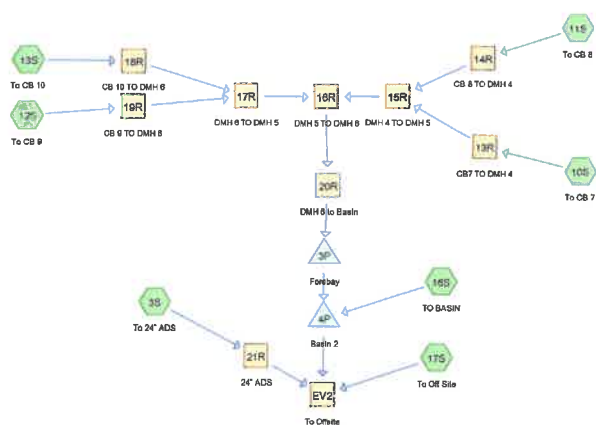 11S
To CB 8
13S
To CB 10
18R
CB 10 TO DMH 6
14R
CB 8 TO DMH 4
17R
DMH 6 TO DMH 5
16R
DMH 5 TO DMH 6
15R
DMH 4 TO DMH 5
12S
To CB 9
19R
CB 9 TO DMH 6
13R
CB7 TO DMH 4
10S
To CB 7
20R
DMH 6 to Basin
3P
Forebay
3S
To 24" ADS
16S
TO BASIN
4P
Basin 2
21R
24" ADS
17S
To Off Site
EV2
To Offsite